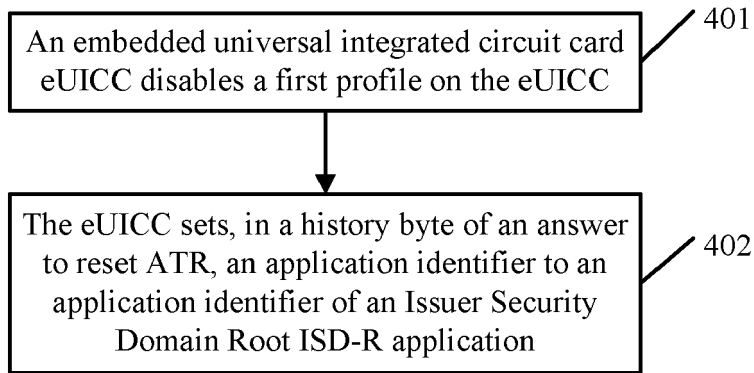 An embedded universal integrated circuit card
eUICC disables a first profile on the eUICC
401
The eUICC sets, in a history byte of an answer
to reset ATR, an application identifier to an
application identifier of an Issuer Security
Domain Root ISD-R application
402